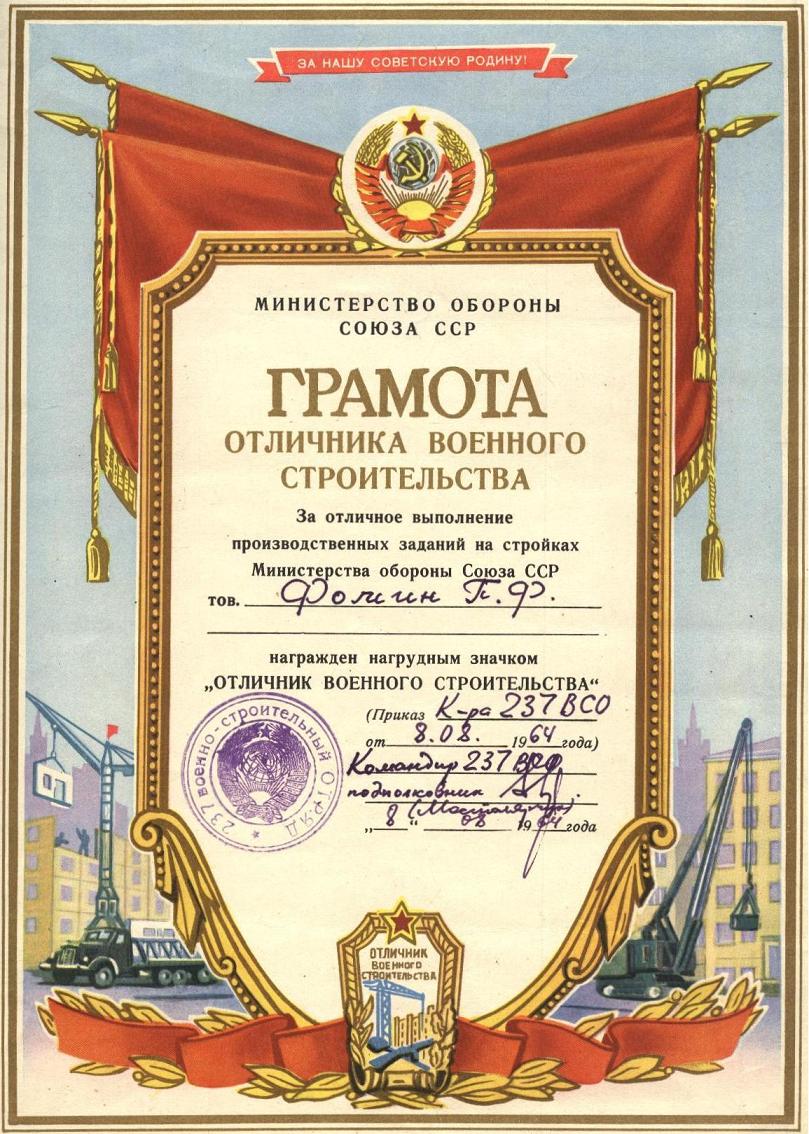 ЗА НАШУ СОВЕТСКУЮ РОДИНУ!
МИНИСТЕРСТВО ОБОРОНЫ
СОЮЗА ССР
ГРАМОТА
ОТЛИЧНИКА ВОЕННОГО
СТРОИТЕЛЬСТВА
За отличное выполнение
производственных заданий на стройках
Министерства обороны Союза ССР
тов. Фомин П.Ф.
награжден нагрудным значком
„ОТЛИЧНИК ВОЕННОГО СТРОИТЕЛЬСТВА“
(Приказ К-ра 237 ВСО
от 8.08. 1964 года)
Командир 237 ВСО
подполковник
„8“ 08 1964 года
237 военно-строительный ОТРЯД
ОТЛИЧНИК
ВОЕННОГО
СТРОИТЕЛЬСТВА